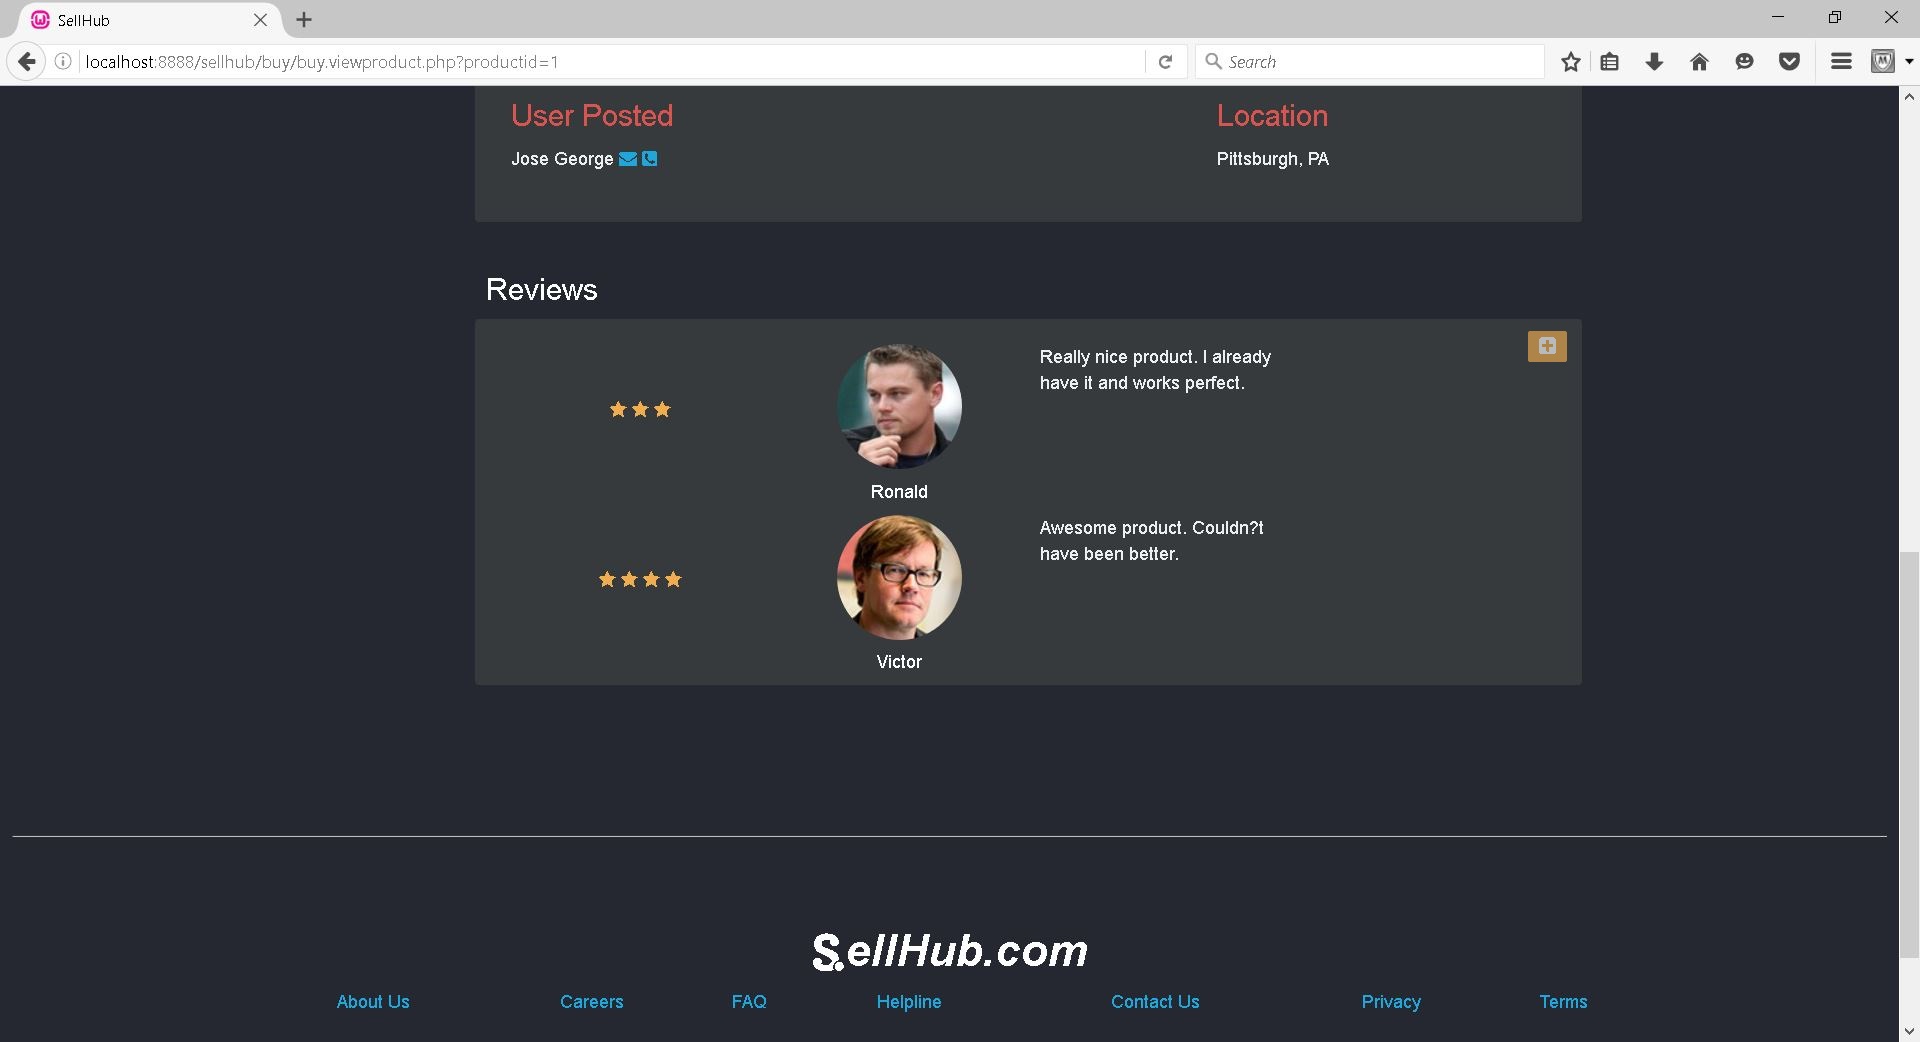 SellHub
localhost:8888/sellhub/buy/buy.viewproduct.php?productid=1
Search
User Posted
Location
Jose George
Pittsburgh, PA
Reviews
Really nice product. I already
have it and works perfect.
Ronald
Awesome product. Couldn?t
have been better.
Victor
S.ellHub.com
About Us
Careers
FAQ
Helpline
Contact Us
Privacy
Terms